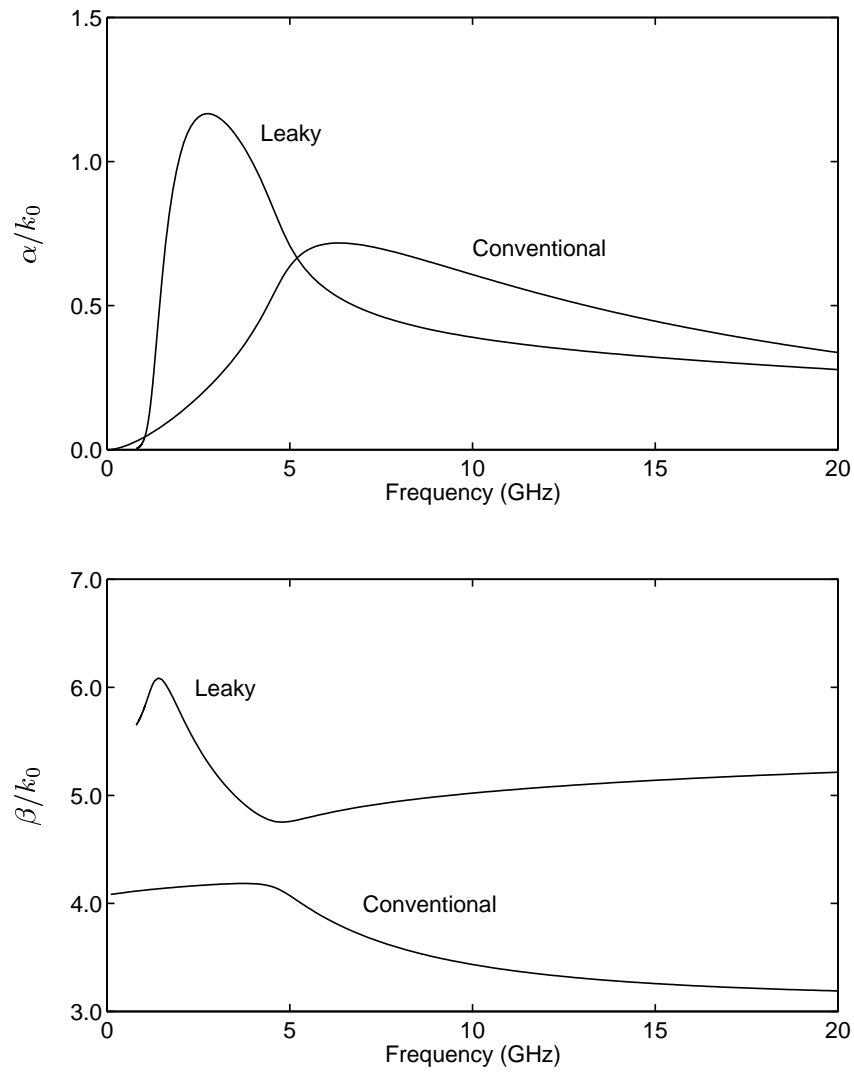 1.5
Leaky
1.0
Conventional
α/k₀
0.5
0.0
0 5 10 15 20
Frequency (GHz)
7.0
6.0
Leaky
5.0
β/k₀
4.0
Conventional
3.0
0 5 10 15 20
Frequency (GHz)